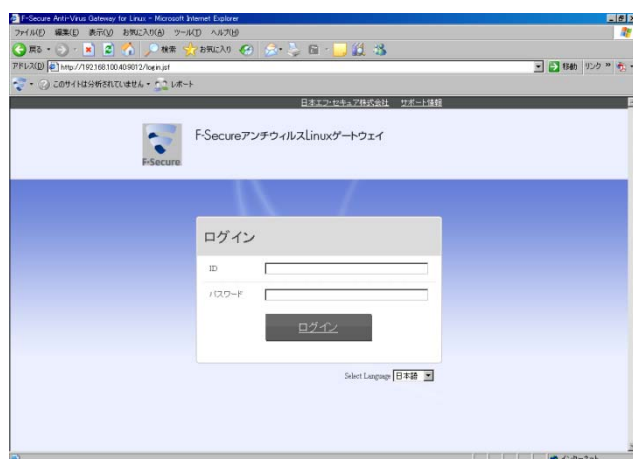 F-Secure Anti-Virus Gateway for Linux - Microsoft Internet Explorer
ファイル(F) 編集(E) 表示(V) お気に入り(A) ツール(T) ヘルプ(H)
戻る 検索 お気に入り
アドレス(D) http://192.168.100.40:9012/login.jsf 移動 リンク »
このサイトは分析されていません レポート
日本エフ・セキュア株式会社 サポート情報
F-Secure
F-SecureアンチウィルスLinuxゲートウェイ
ログイン
ID
パスワード
ログイン
Select Language 日本語
インターネット